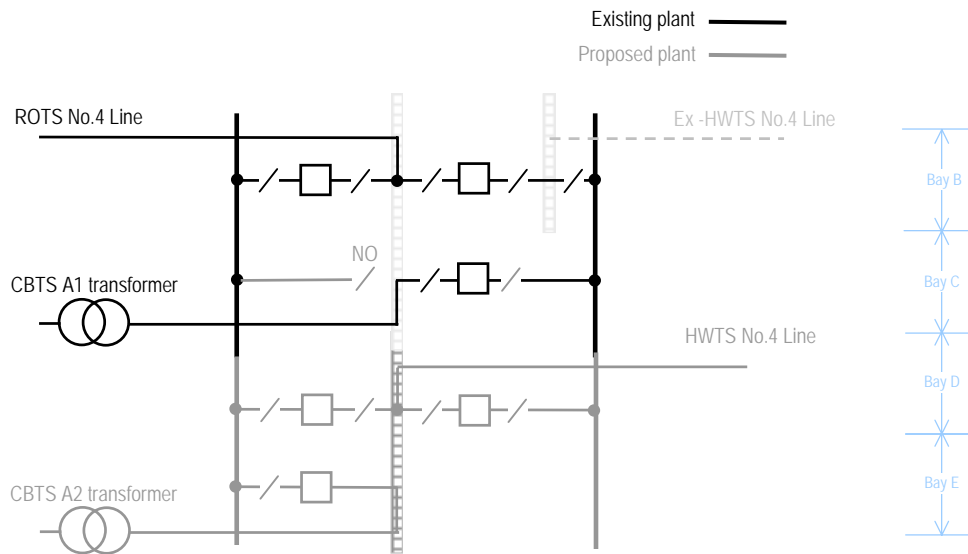 Existing plant
Proposed plant
ROTS No.4 Line
Ex -HWTS No.4 Line
Bay B
NO
CBTS A1 transformer
Bay C
HWTS No.4 Line
Bay D
CBTS A2 transformer
Bay E